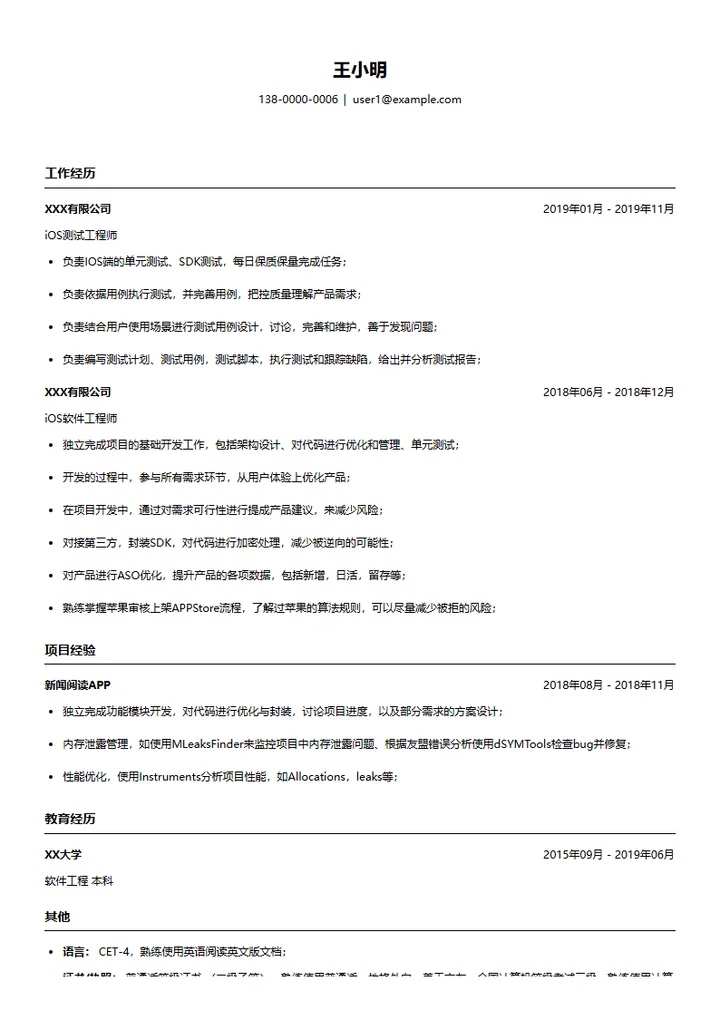 王小明
138-0000-0006 | user1@example.com
工作经历
XXX有限公司 2019年01月 - 2019年11月
iOS测试工程师
• 负责IOS端的单元测试、SDK测试，每日保质保量完成任务；
• 负责依据用例执行测试，并完善用例，把控质量理解产品需求；
• 负责结合用户使用场景进行测试用例设计，讨论，完善和维护，善于发现问题；
• 负责编写测试计划、测试用例，测试脚本，执行测试和跟踪缺陷，给出并分析测试报告；
XXX有限公司 2018年06月 - 2018年12月
iOS软件工程师
• 独立完成项目的基础开发工作，包括架构设计、对代码进行优化和管理、单元测试；
• 开发的过程中，参与所有需求环节，从用户体验上优化产品；
• 在项目开发中，通过对需求可行性进行提成产品建议，来减少风险；
• 对接第三方，封装SDK，对代码进行加密处理，减少被逆向的可能性；
• 对产品进行ASO优化，提升产品的各项数据，包括新增，日活，留存等；
• 熟练掌握苹果审核上架APPStore流程，了解过苹果的算法规则，可以尽量减少被拒的风险；
项目经验
新闻阅读APP 2018年08月 - 2018年11月
• 独立完成功能模块开发，对代码进行优化与封装，讨论项目进度，以及部分需求的方案设计；
• 内存泄露管理，如使用MLeaksFinder来监控项目中内存泄露问题、根据友盟错误分析使用dSYMTools检查bug并修复；
• 性能优化，使用Instruments分析项目性能，如Allocations，leaks等；
教育经历
XX大学 2015年09月 - 2019年06月
软件工程 本科
其他
• 语言： CET-4，熟练使用英语阅读英文版文档；